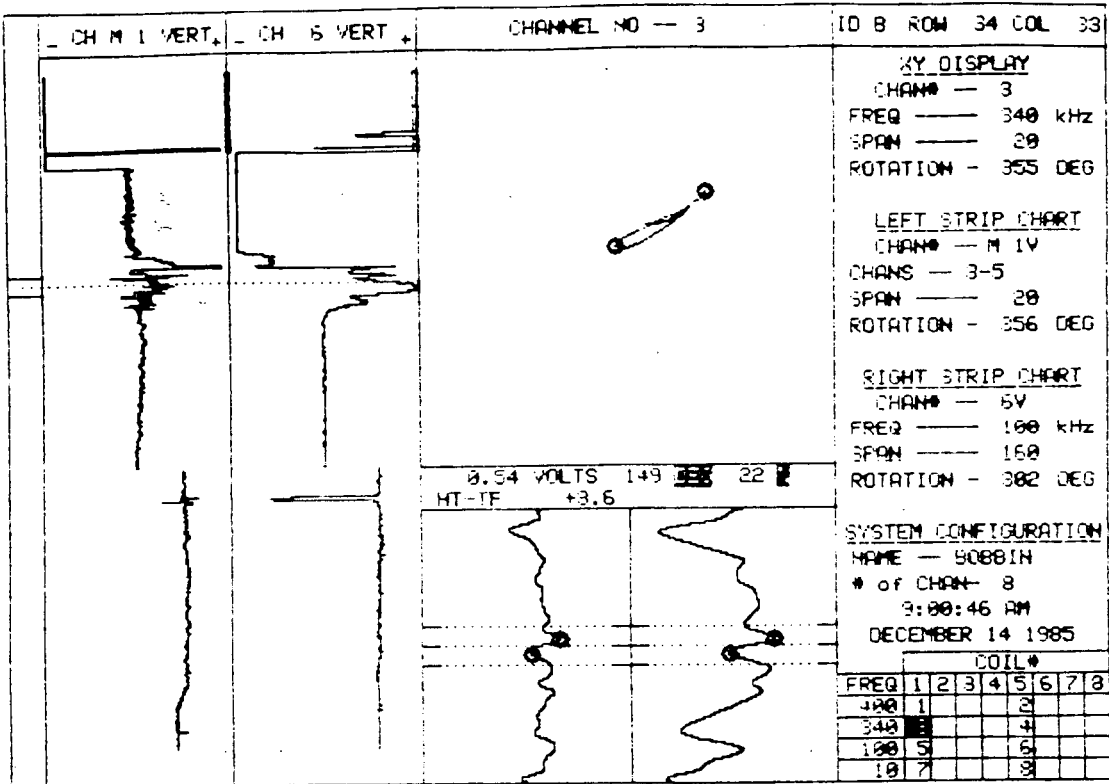 _ CH M 1 VERT + _ CH 6 VERT +
CHANNEL NO -- 3
ID B ROW 34 COL 33
XY DISPLAY
CHAN# -- 3
FREQ ---- 340 kHz
SPAN ---- 20
ROTATION - 355 DEG
LEFT STRIP CHART
CHAN# -- M 1V
CHANS -- 3-5
SPAN ---- 20
ROTATION - 356 DEG
RIGHT STRIP CHART
CHAN# -- 6V
FREQ ---- 100 kHz
SPAN ---- 160
ROTATION - 302 DEG
0.54 VOLTS 149 22
+3.6
SYSTEM CONFIGURATION
NAME -- BOBBIN
# of CHAN- 8
9:00:46 AM
DECEMBER 14 1985
COIL#
FREQ 1 2 3 4 5 6 7 8
400 1 2
340 4
100 5 6
10 7 8